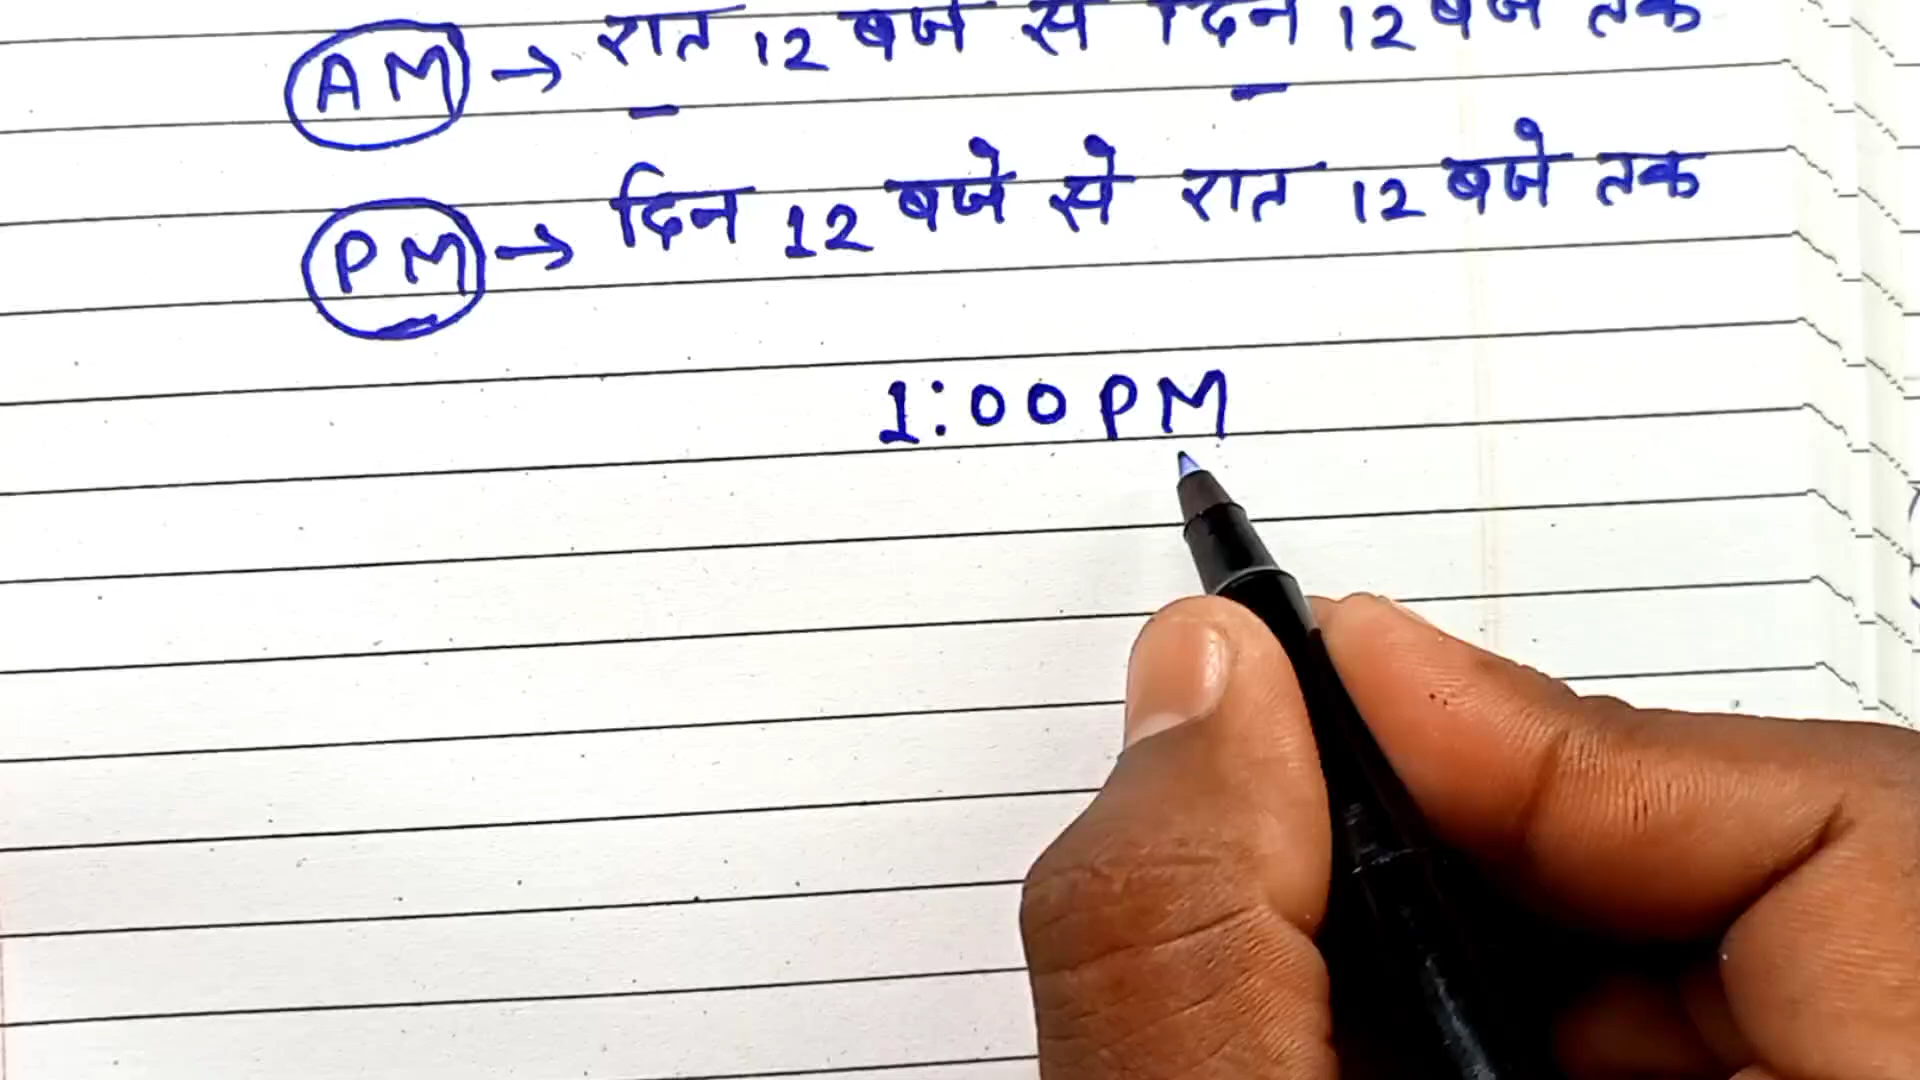 AM → रात 12 बजे से दिन 12 बजे तक
PM → दिन 12 बजे से रात 12 बजे तक
1:00 PM